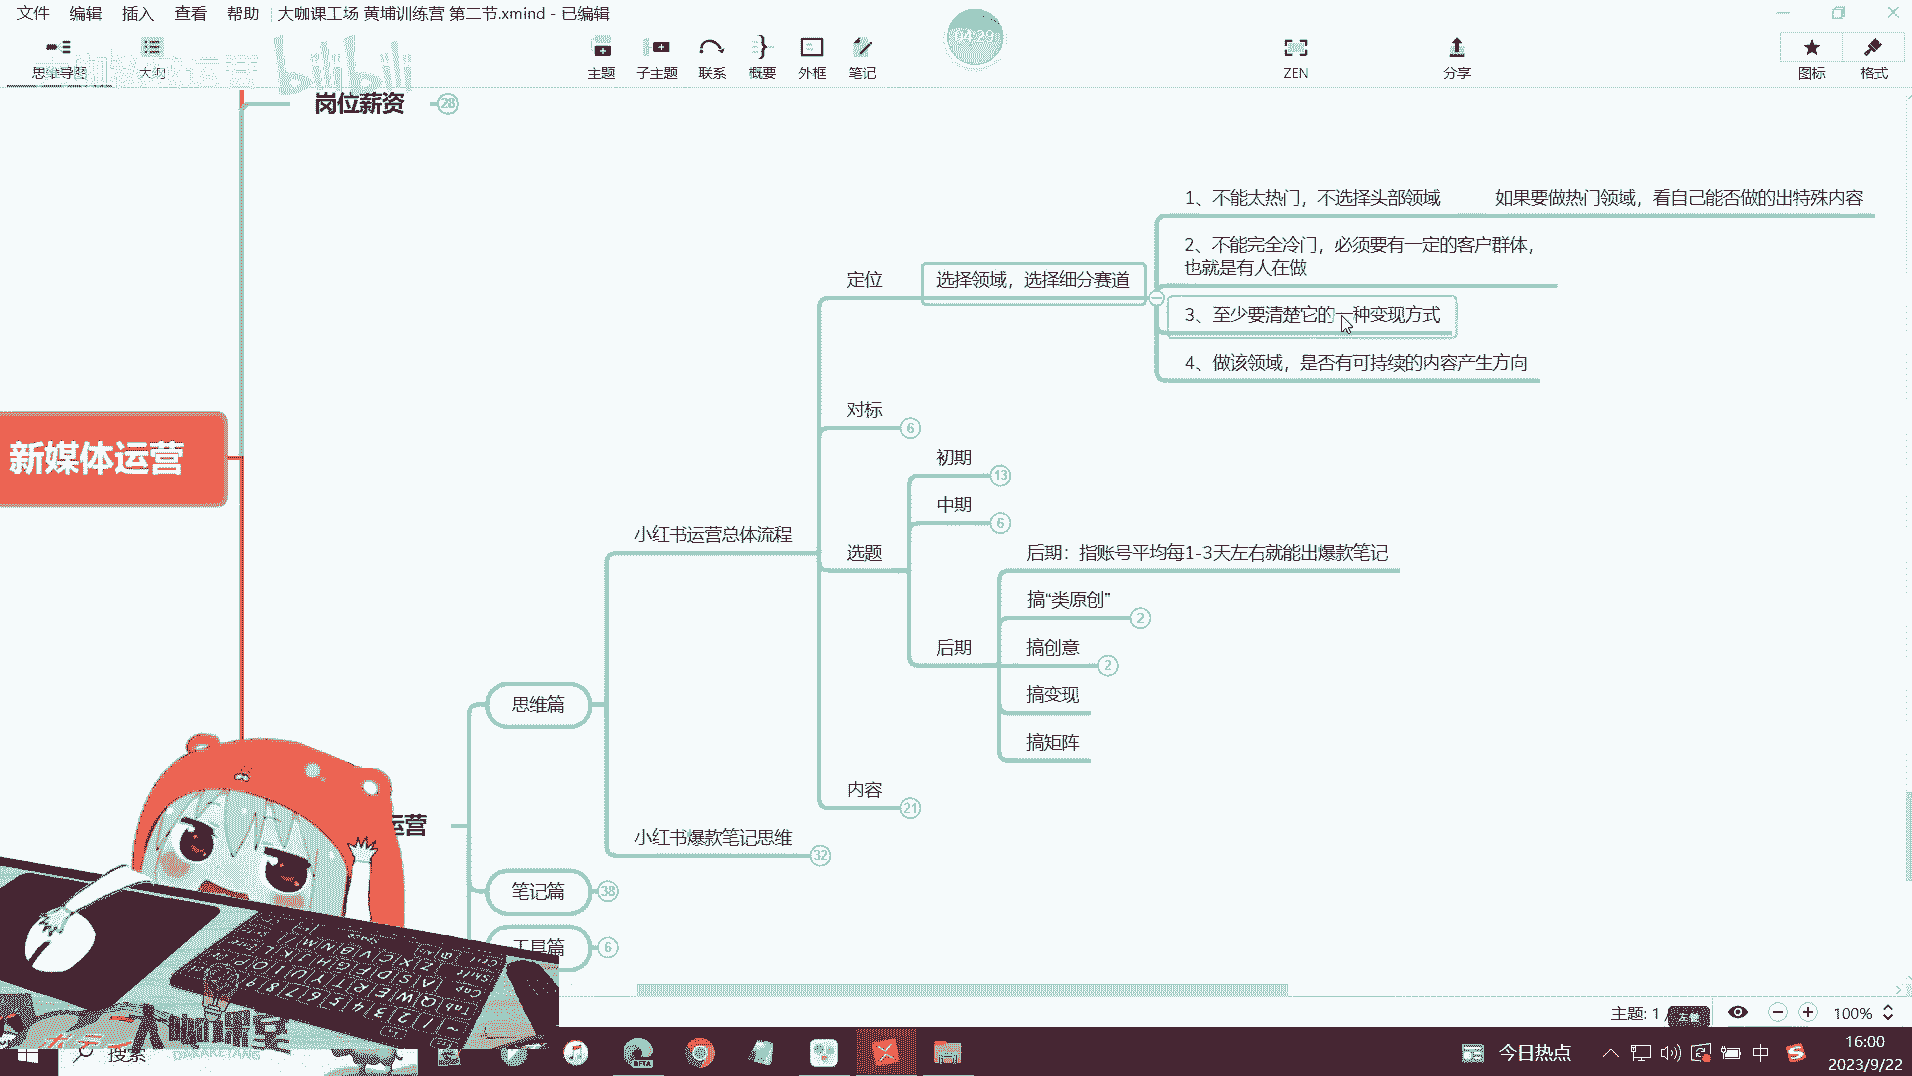 文件 编辑 插入 查看 帮助 大咖课工场 黄埔训练营 第二节.xmind - 已编辑
思维导图 大纲 主题 子主题 联系 概要 外框 笔记 ZEN 分享 图标 格式
bilibili
04:29
岗位薪资 28
1、不能太热门，不选择头部领域 如果要做热门领域，看自己能否做的出特殊内容
2、不能完全冷门，必须要有一定的客户群体，
也就是有人在做
定位 选择领域，选择细分赛道
3、至少要清楚它的一种变现方式
4、做该领域，是否有可持续的内容产生方向
对标 6
新媒体运营
初期 13
中期 6
小红书运营总体流程
选题
后期：指账号平均每1-3天左右就能出爆款笔记
搞“类原创” 2
后期
搞创意 2
搞变现
搞矩阵
思维篇
内容 21
运营
小红书爆款笔记思维 32
笔记篇 38
工具篇 6
大咖课堂
DAKAKETANG
主题: 1 / 100%
搜索
今日热点 中 16:00
2023/9/22